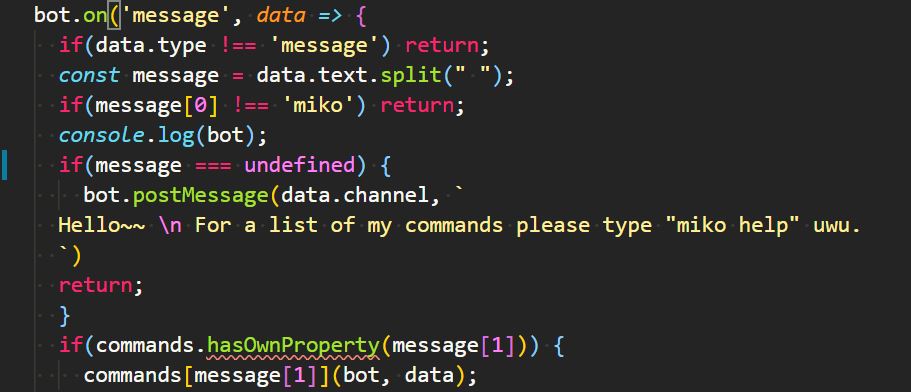 bot.on('message', data => {
if(data.type !== 'message') return;
const message = data.text.split(" ");
if(message[0] !== 'miko') return;
console.log(bot);
if(message === undefined) {
bot.postMessage(data.channel, `
Hello~~ \n For a list of my commands please type "miko help" uwu.
`)
return;
}
if(commands.hasOwnProperty(message[1])) {
commands[message[1]](bot, data);